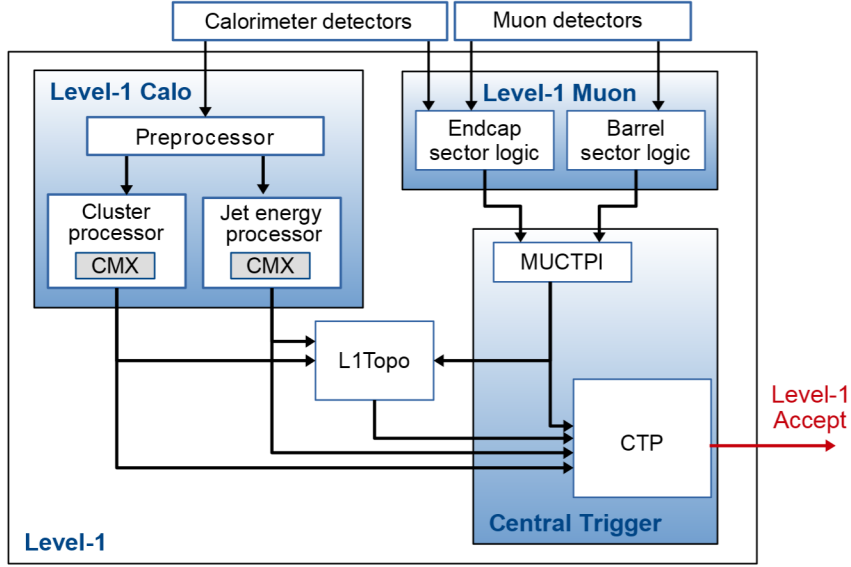 Calorimeter detectors
Muon detectors
Level-1 Calo
Level-1 Muon
Preprocessor
Endcap
sector logic
Barrel
sector logic
Cluster
processor
CMX
Jet energy
processor
CMX
MUCTPI
L1Topo
CTP
Level-1
Accept
Central Trigger
Level-1